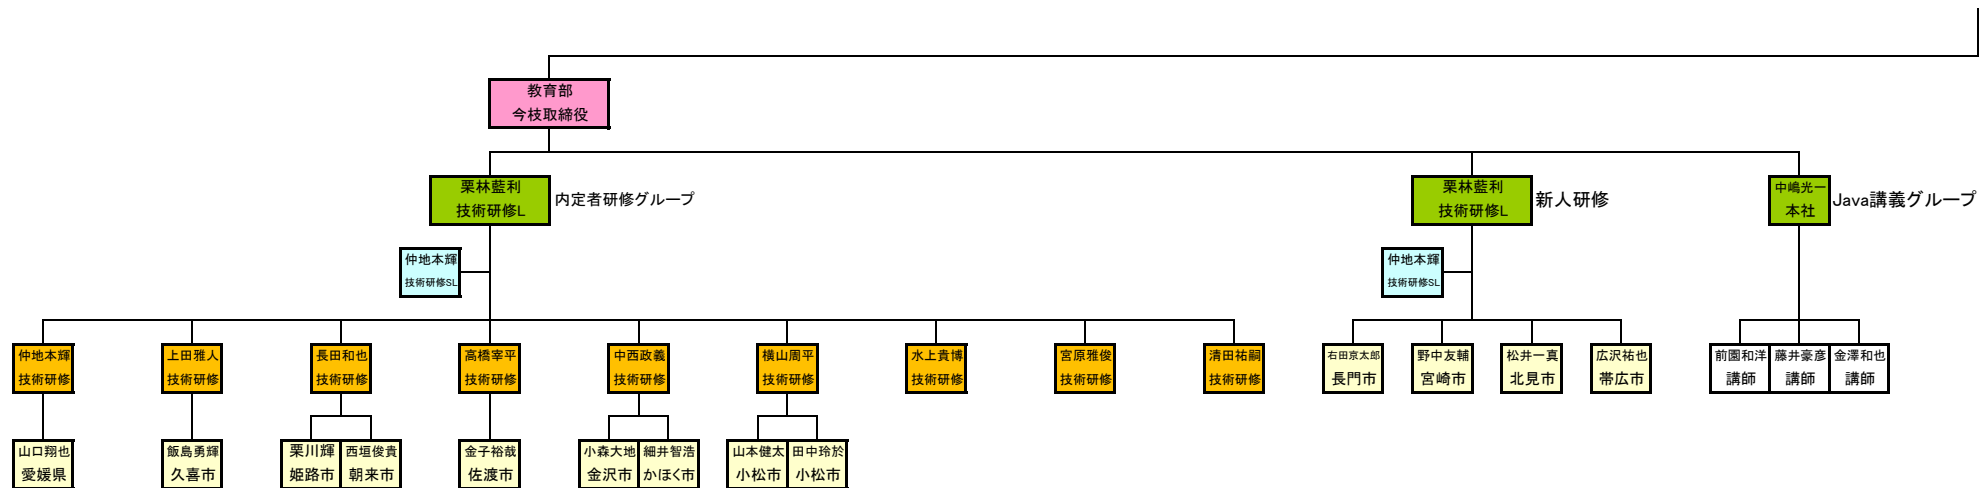 教育部
今枝取締役
栗林藍利
技術研修L
内定者研修グループ
栗林藍利
技術研修L
新人研修
中嶋光一
本社
Java講義グループ
仲地本輝
技術研修SL
仲地本輝
技術研修SL
仲地本輝
技術研修
上田雅人
技術研修
長田和也
技術研修
高橋宰平
技術研修
中西政義
技術研修
横山周平
技術研修
水上貴博
技術研修
宮原雅俊
技術研修
清田祐嗣
技術研修
右田京太郎
長門市
野中友輔
宮崎市
松井一真
北見市
広沢祐也
帯広市
前園和洋
講師
藤井豪彦
講師
金澤和也
講師
山口翔也
愛媛県
飯島勇輝
久喜市
栗川輝
姫路市
西垣俊貴
朝来市
金子裕哉
佐渡市
小森大地
金沢市
細井智浩
かほく市
山本健太
小松市
田中玲於
小松市